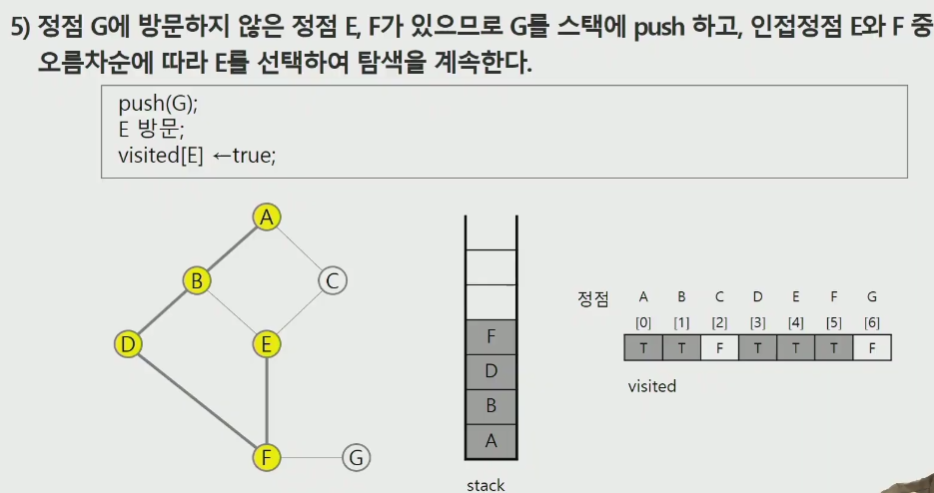 5) 정점 G에 방문하지 않은 정점 E, F가 있으므로 G를 스택에 push 하고, 인접정점 E와 F 중
오름차순에 따라 E를 선택하여 탐색을 계속한다.
push(G);
E 방문;
visited[E] ←true;
A
B
C
D
E
F
G
F
D
B
A
stack
정점 A B C D E F G
[0] [1] [2] [3] [4] [5] [6]
T T F T T T F
visited